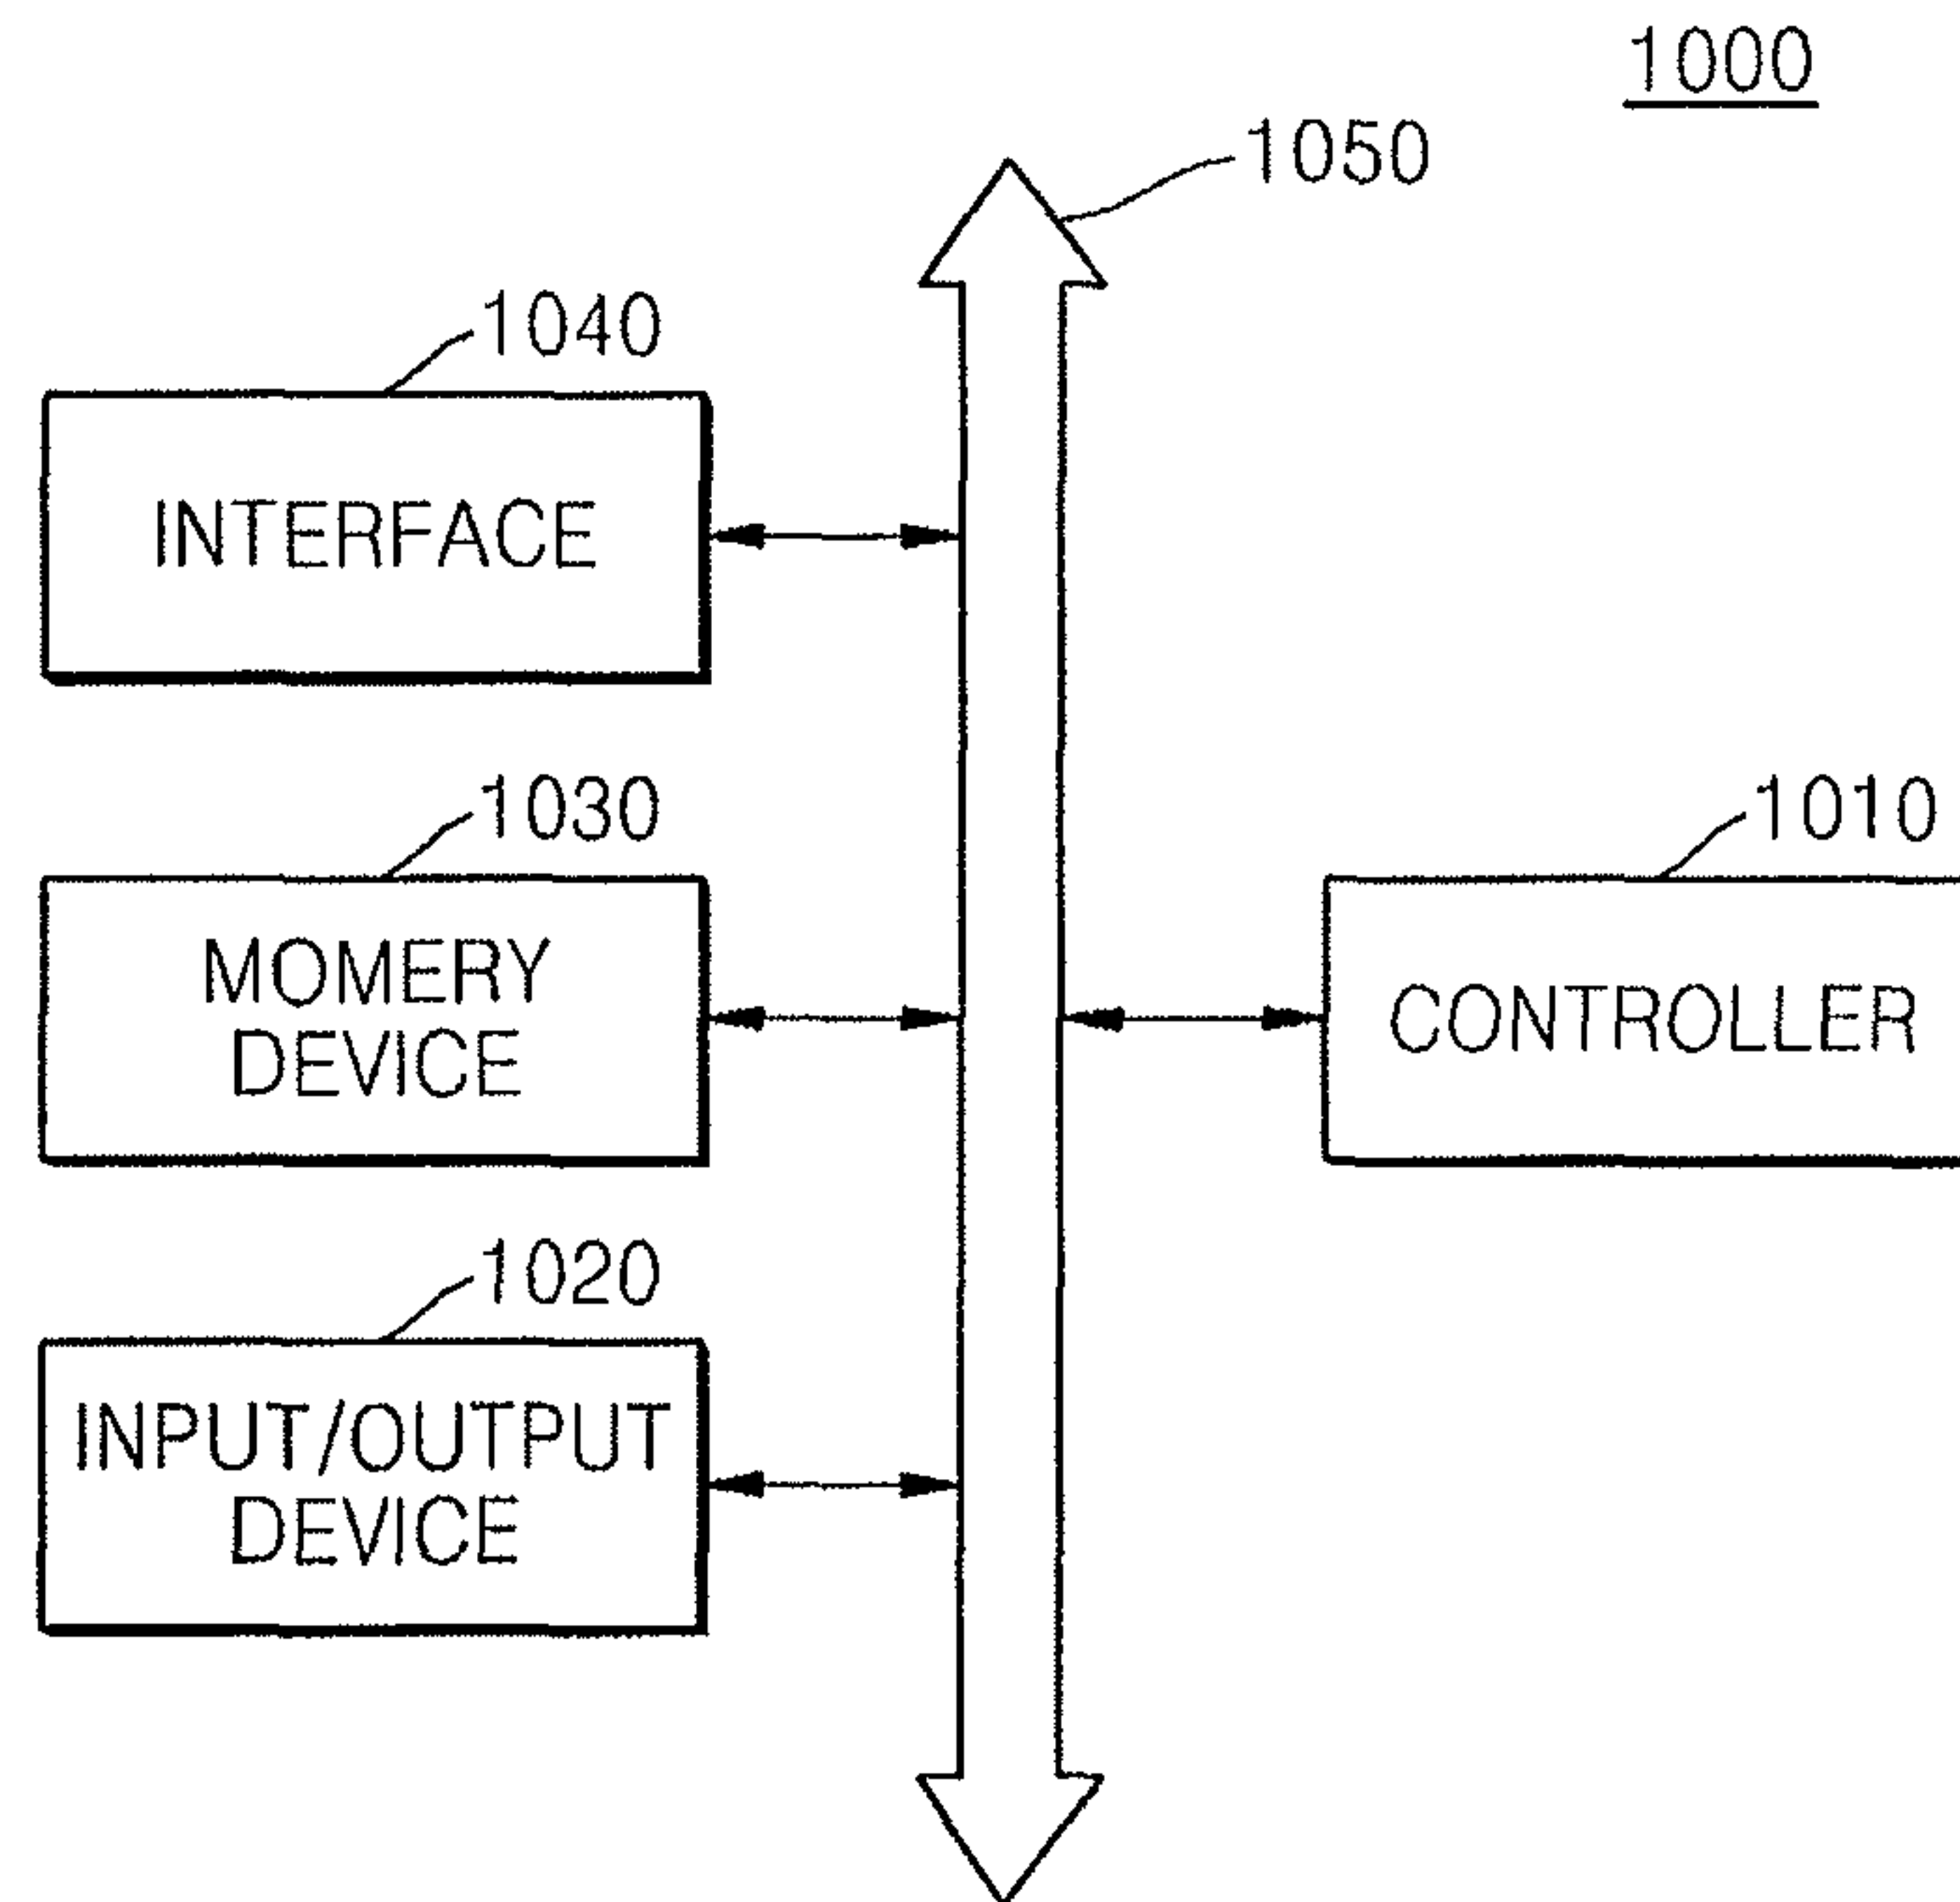 1000
1050
1040
INTERFACE
1030
MOMERY
DEVICE
1010
CONTROLLER
1020
INPUT/OUTPUT
DEVICE